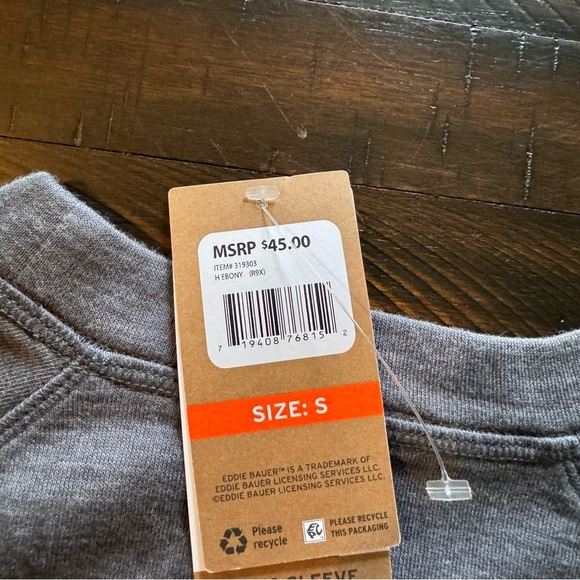 MSRP $45.00
ITEM# 319303
H EBONY (R9X)
7 19408 76815 2
SIZE: S
EDDIE BAUER™ IS A TRADEMARK OF
EDDIE BAUER LICENSING SERVICES LLC.
©EDDIE BAUER LICENSING SERVICES LLC.
Please
recycle
PLEASE RECYCLE
THIS PACKAGING
SLEEVE